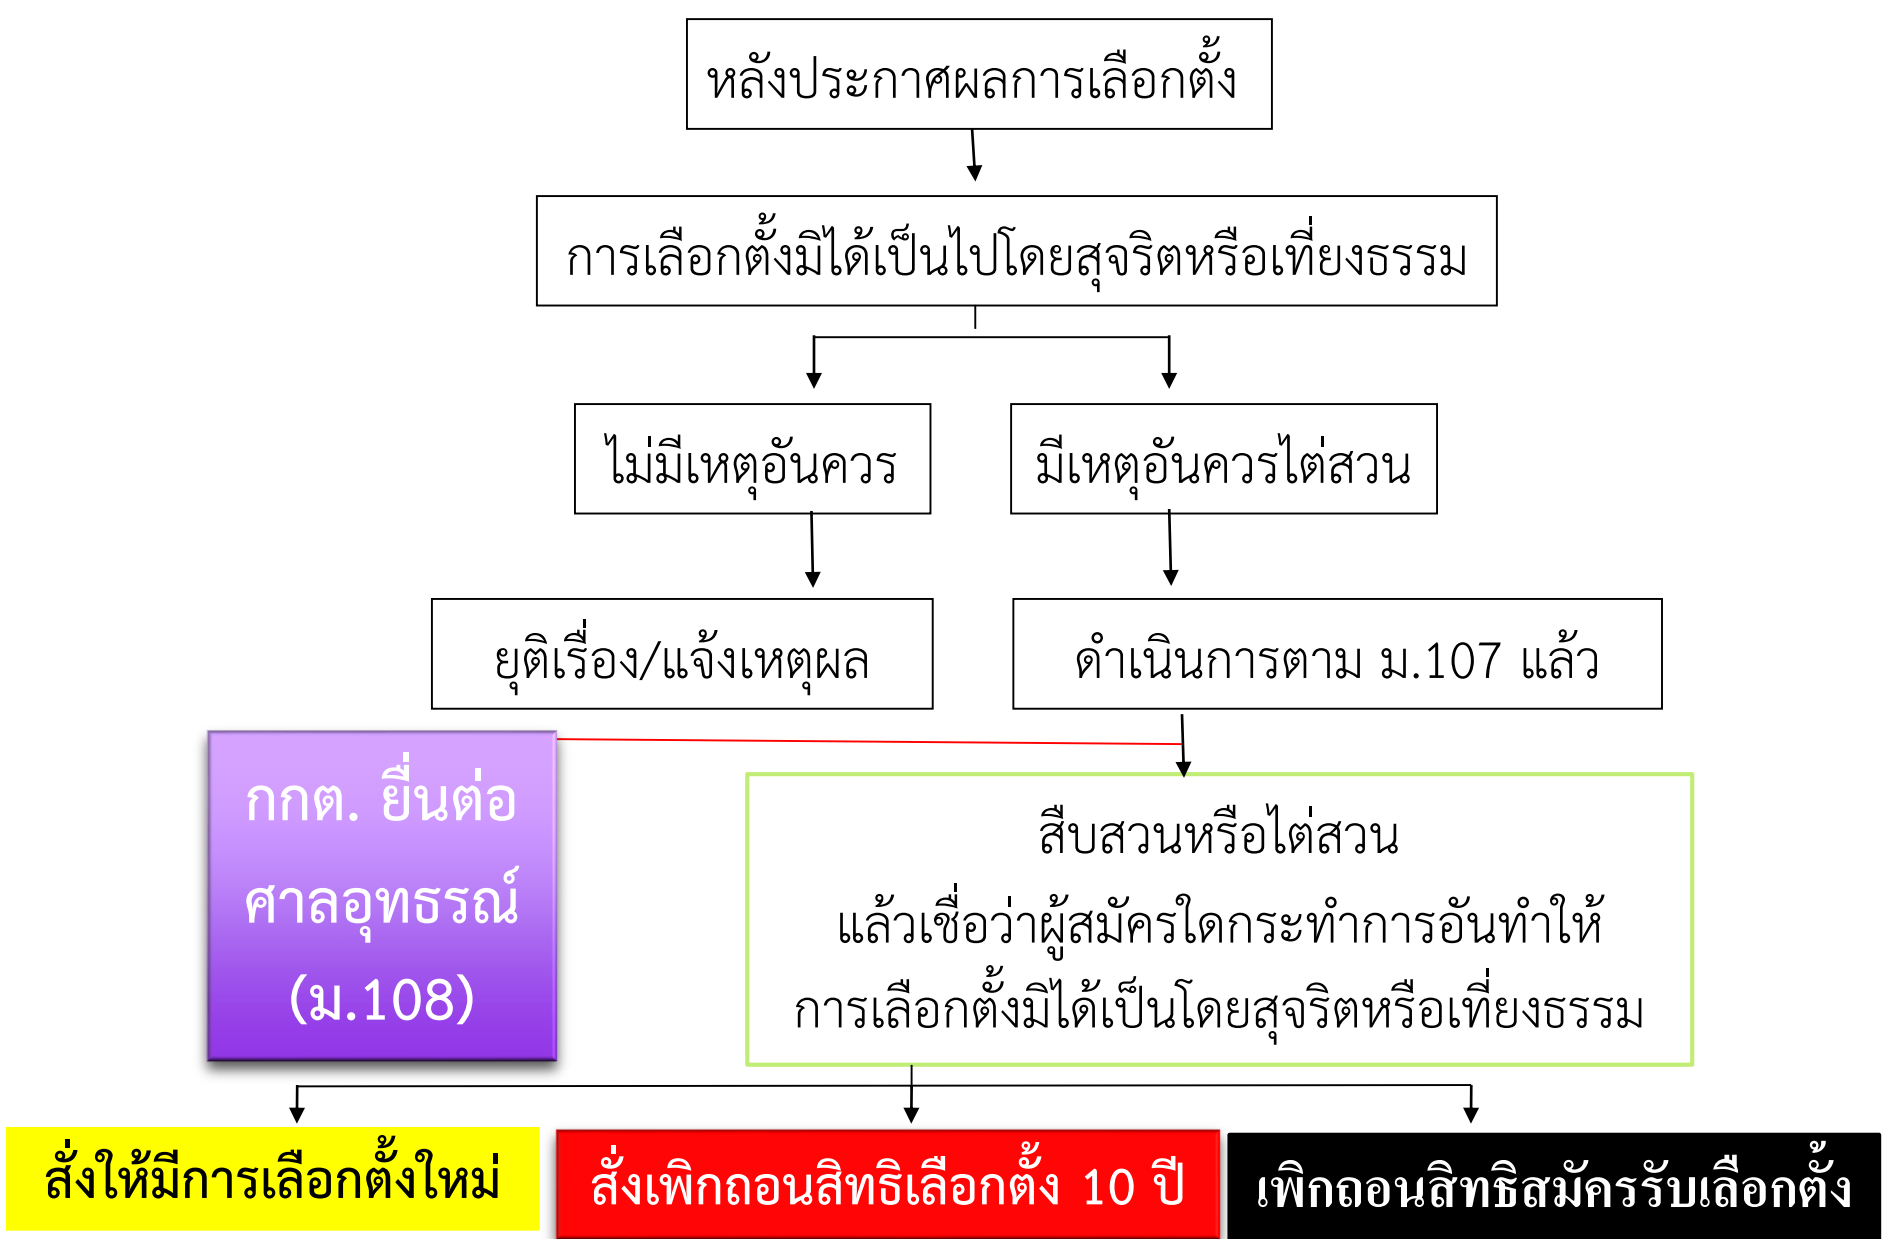 หลังประกาศผลการเลือกตั้ง
การเลือกตั้งมิได้เป็นไปโดยสุจริตหรือเที่ยงธรรม
ไม่มีเหตุอันควร
มีเหตุอันควรไต่สวน
ยุติเรื่อง/แจ้งเหตุผล
ดำเนินการตาม ม.107 แล้ว
กกต. ยื่นต่อ
ศาลอุทธรณ์
(ม.108)
สืบสวนหรือไต่สวน
แล้วเชื่อว่าผู้สมัครใดกระทำการอันทำให้
การเลือกตั้งมิได้เป็นโดยสุจริตหรือเที่ยงธรรม
สั่งให้มีการเลือกตั้งใหม่
สั่งเพิกถอนสิทธิเลือกตั้ง 10 ปี
เพิกถอนสิทธิสมัครรับเลือกตั้ง